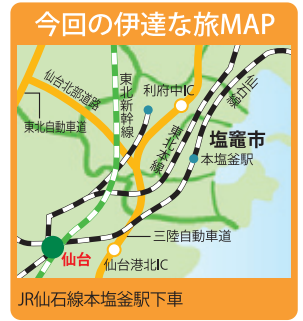 今回の伊達な旅MAP
仙台北部道路
東北新幹線
利府中IC
仙石線
東北自動車道
東北本線
塩竈市
本塩釜駅
三陸自動車道
仙台
仙台港北IC
JR仙石線本塩釜駅下車